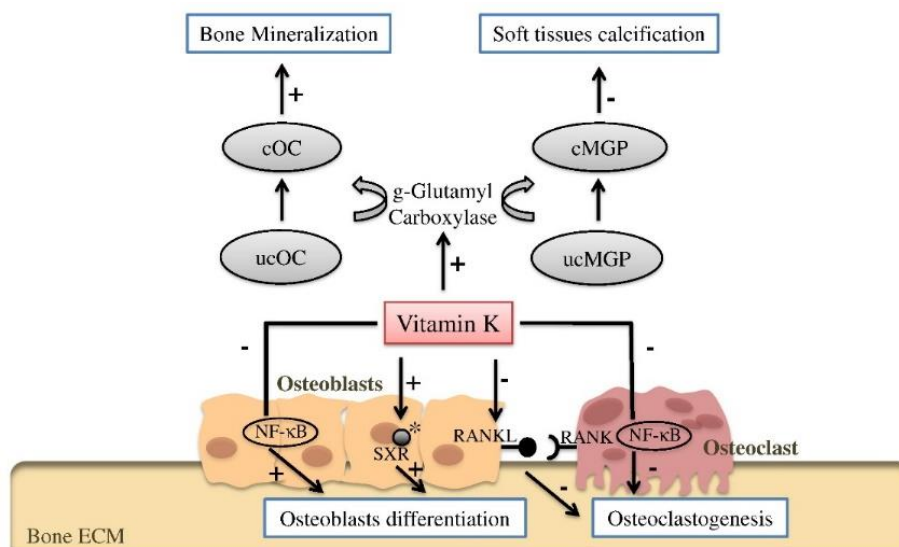 Bone Mineralization
Soft tissues calcification
+
-
cOC
cMGP
g-Glutamyl
Carboxylase
ucOC
ucMGP
+
Vitamin K
-
-
Osteoblasts
+
-
NF-κB
*
SXR
RANKL
RANK
NF-κB
Osteoclast
+
+
-
-
Osteoblasts differentiation
Osteoclastogenesis
Bone ECM